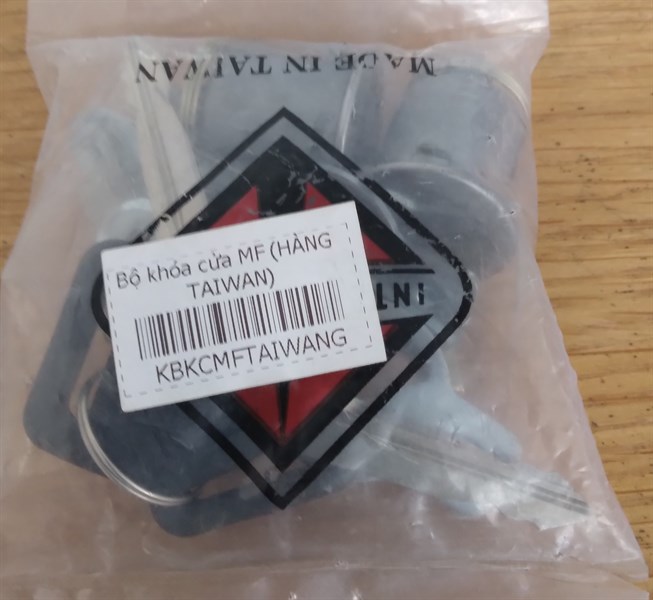 MADE IN TAIWAN
Bộ khóa cửa MF (HÀNG
TAIWAN)
KBKCMFTAIWANG